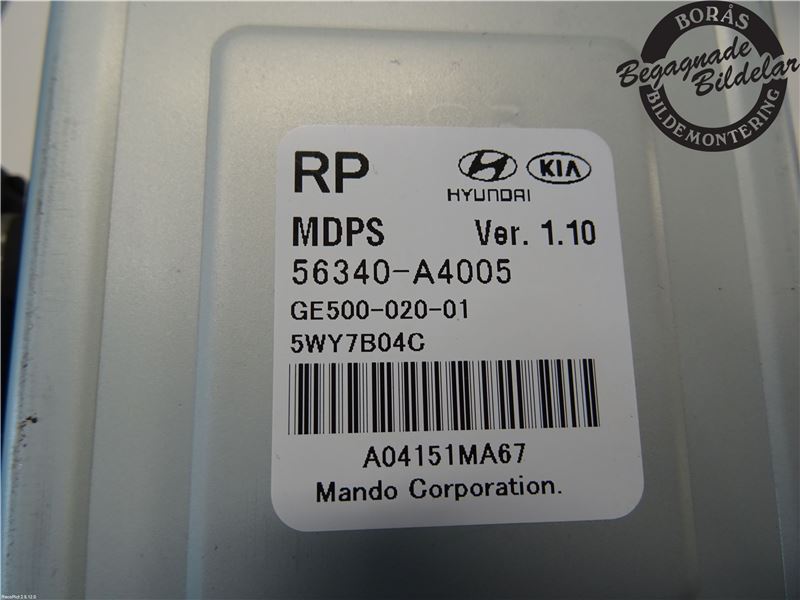 BORÅS
Begagnade
Bildelar
BILDEMONTERING
RP
HYUNDAI
KIA
MDPS Ver. 1.10
56340-A4005
GE500-020-01
5WY7B04C
A04151MA67
Mando Corporation.